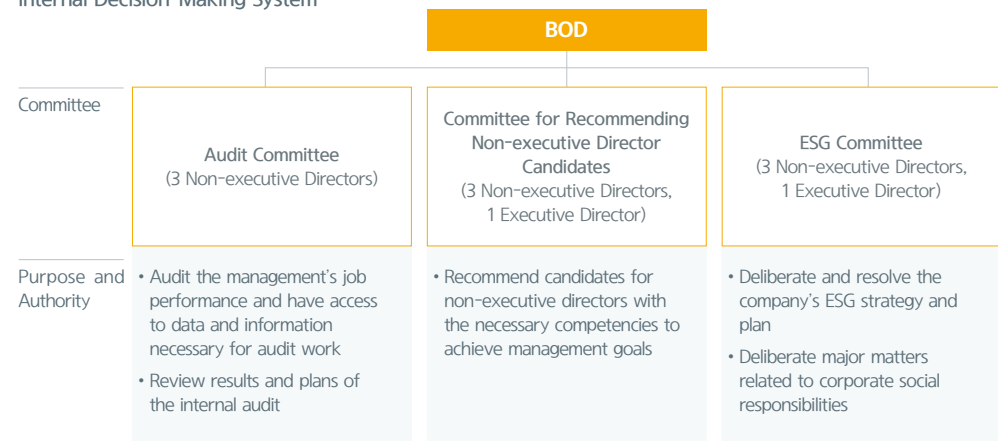 Internal Decision-Making System
BOD
Committee
Audit Committee
(3 Non-executive Directors)
Committee for Recommending
Non-executive Director
Candidates
(3 Non-executive Directors,
1 Executive Director)
ESG Committee
(3 Non-executive Directors,
1 Executive Director)
Purpose and
Authority
• Audit the management's job
performance and have access
to data and information
necessary for audit work
• Review results and plans of
the internal audit
• Recommend candidates for
non-executive directors with
the necessary competencies to
achieve management goals
• Deliberate and resolve the
company's ESG strategy and
plan
• Deliberate major matters
related to corporate social
responsibilities